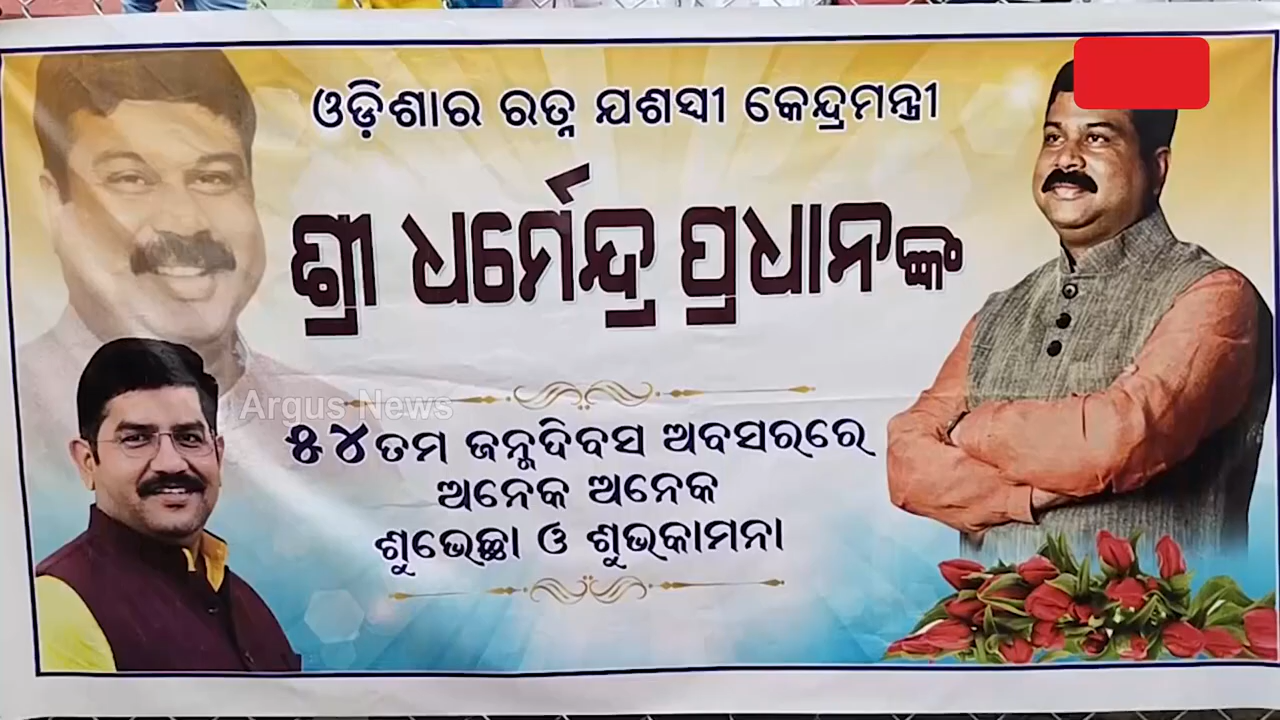 ଓଡ଼ିଶାର ରତ୍ନ ଯଶସ୍ୱୀ କେନ୍ଦ୍ରମନ୍ତ୍ରୀ
ଶ୍ରୀ ଧର୍ମେନ୍ଦ୍ର ପ୍ରଧାନଙ୍କ
Argus News
୫୪ତମ ଜନ୍ମଦିବସ ଅବସରରେ
ଅନେକ ଅନେକ
ଶୁଭେଚ୍ଛା ଓ ଶୁଭକାମନା